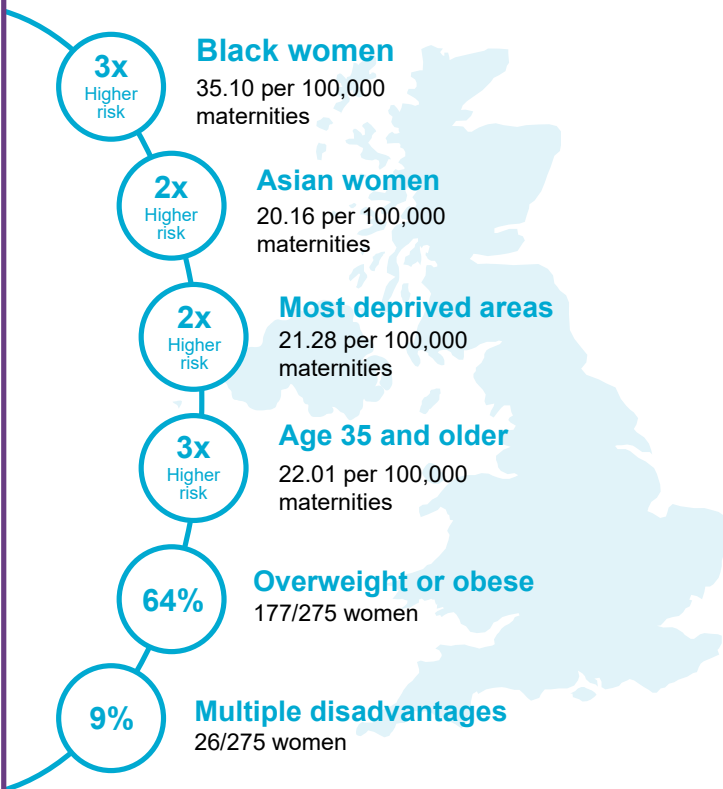 3x
Higher
risk
Black women
35.10 per 100,000
maternities
2x
Higher
risk
Asian women
20.16 per 100,000
maternities
2x
Higher
risk
Most deprived areas
21.28 per 100,000
maternities
3x
Higher
risk
Age 35 and older
22.01 per 100,000
maternities
64%
Overweight or obese
177/275 women
9%
Multiple disadvantages
26/275 women